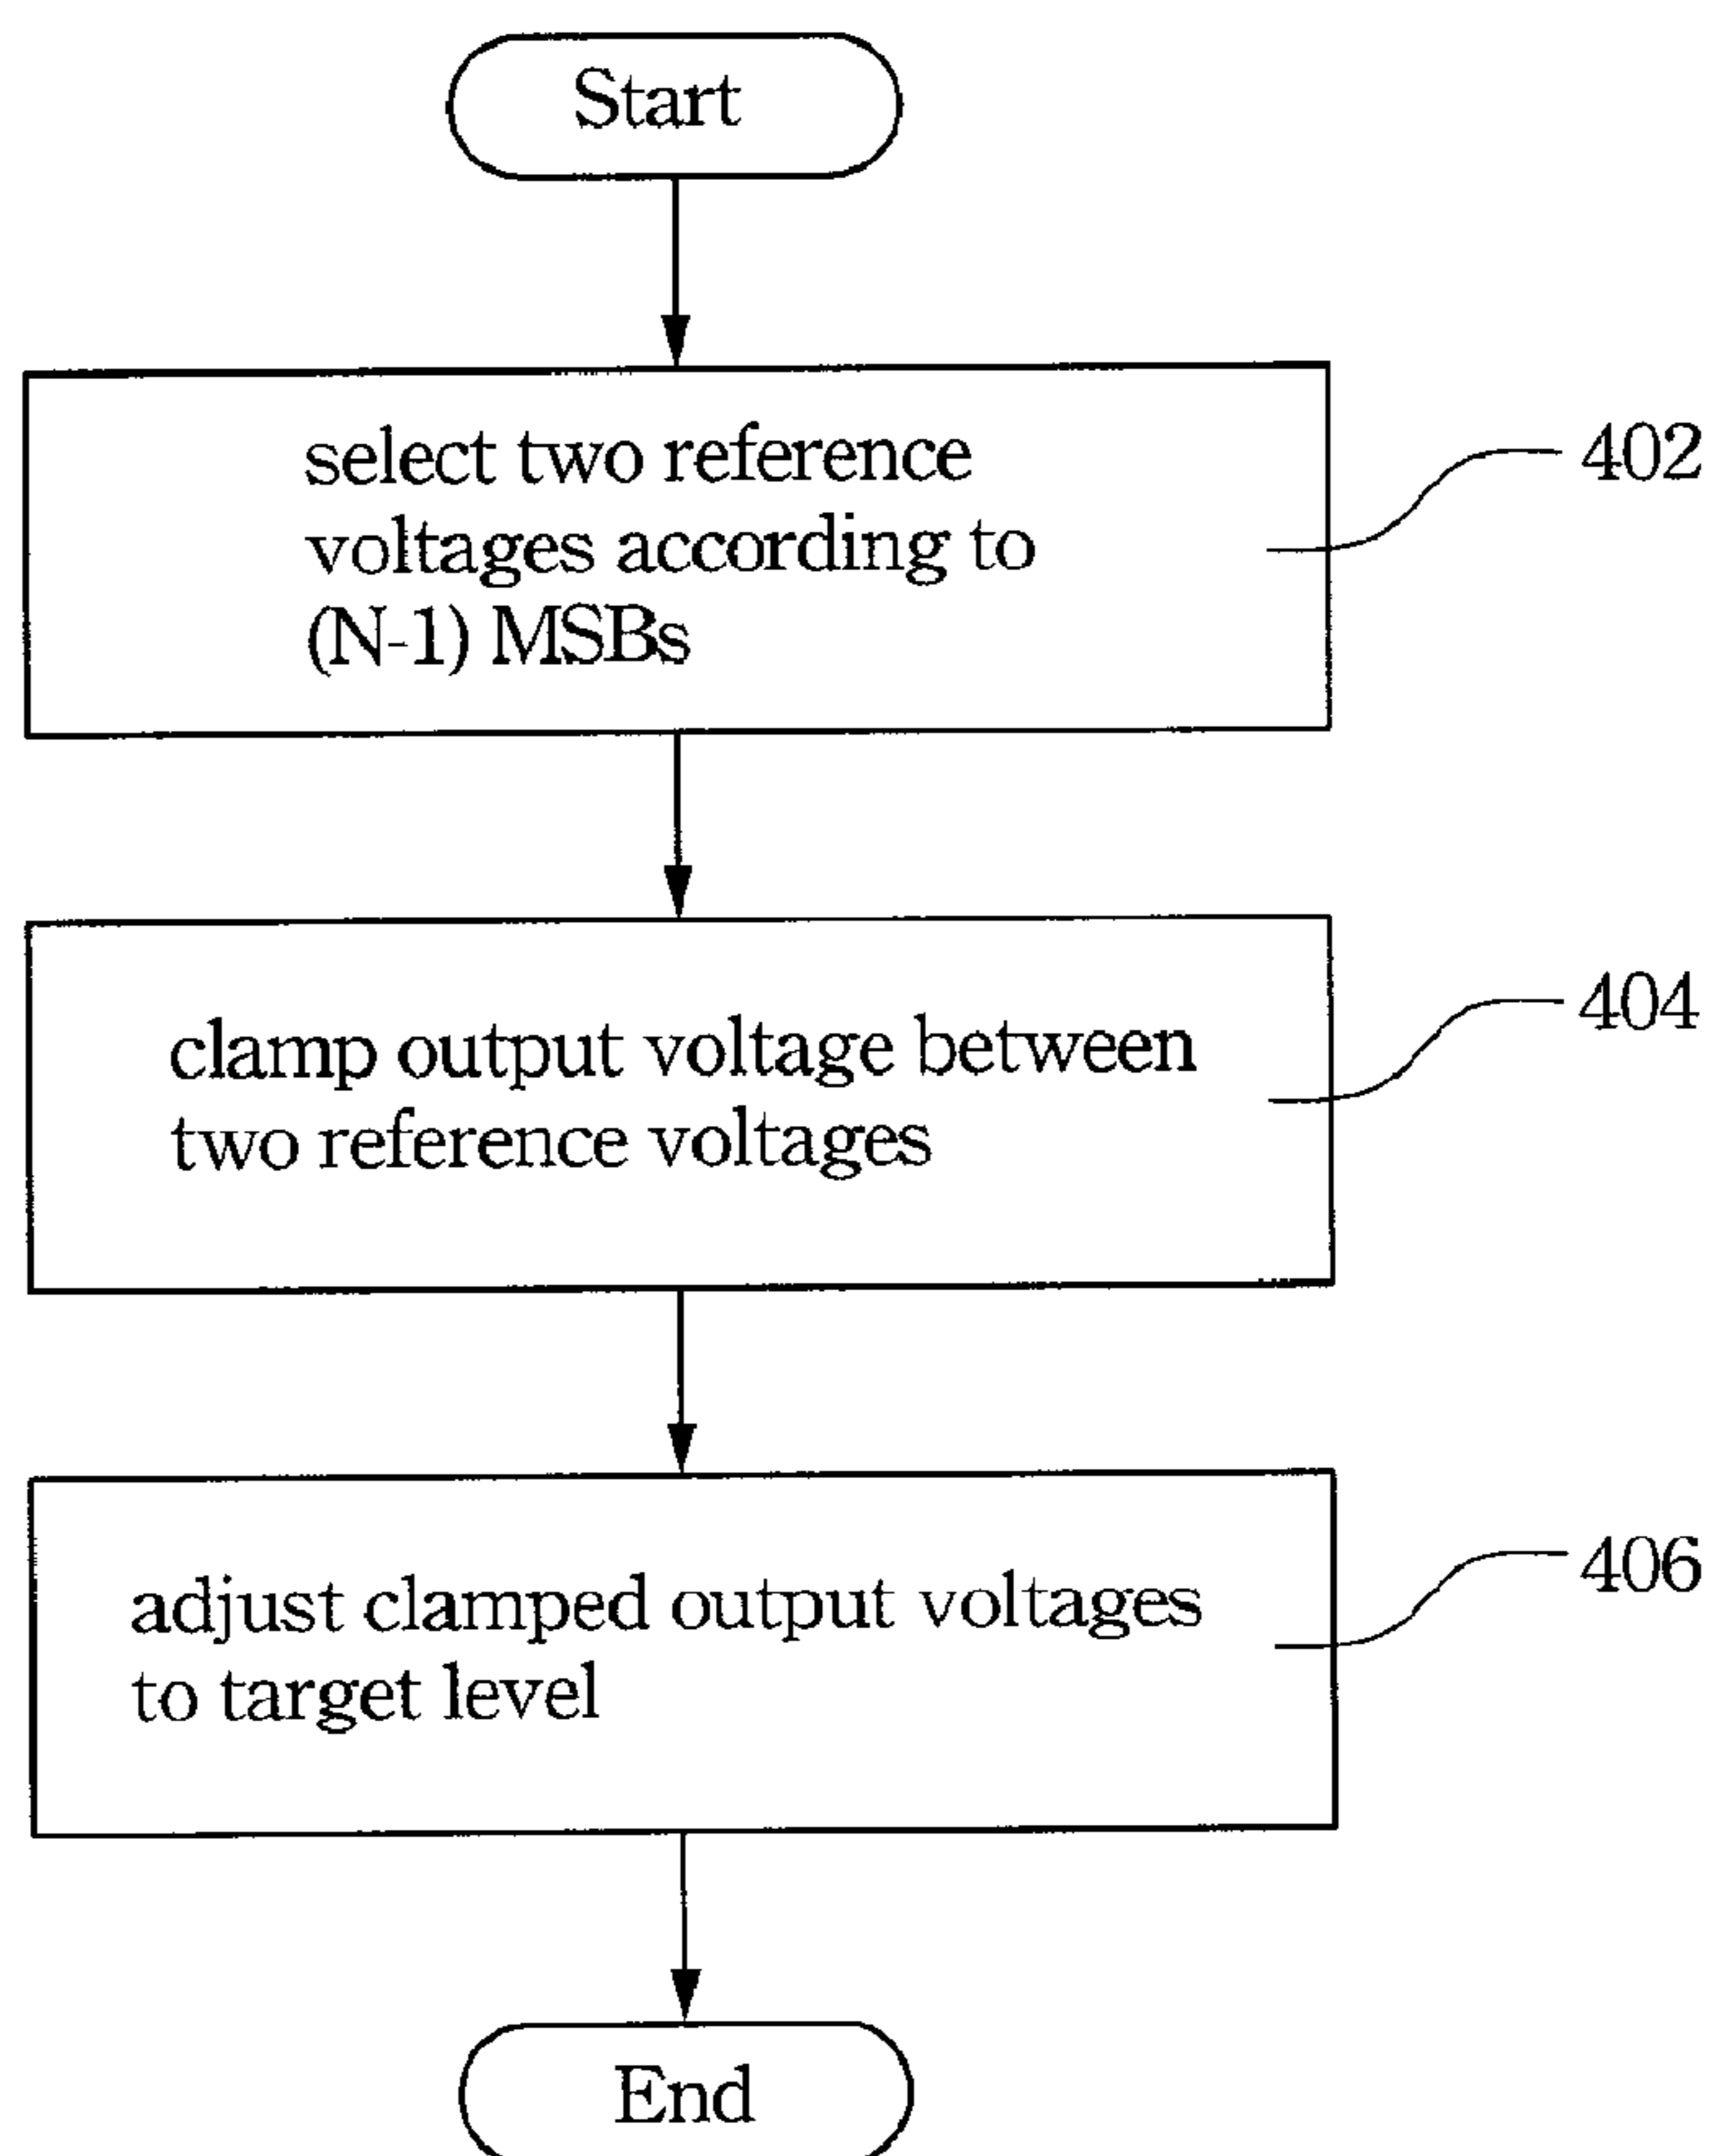 Start
select two reference
voltages according to
(N-1) MSBs
402
clamp output voltage between
two reference voltages
404
adjust clamped output voltages
to target level
406
End